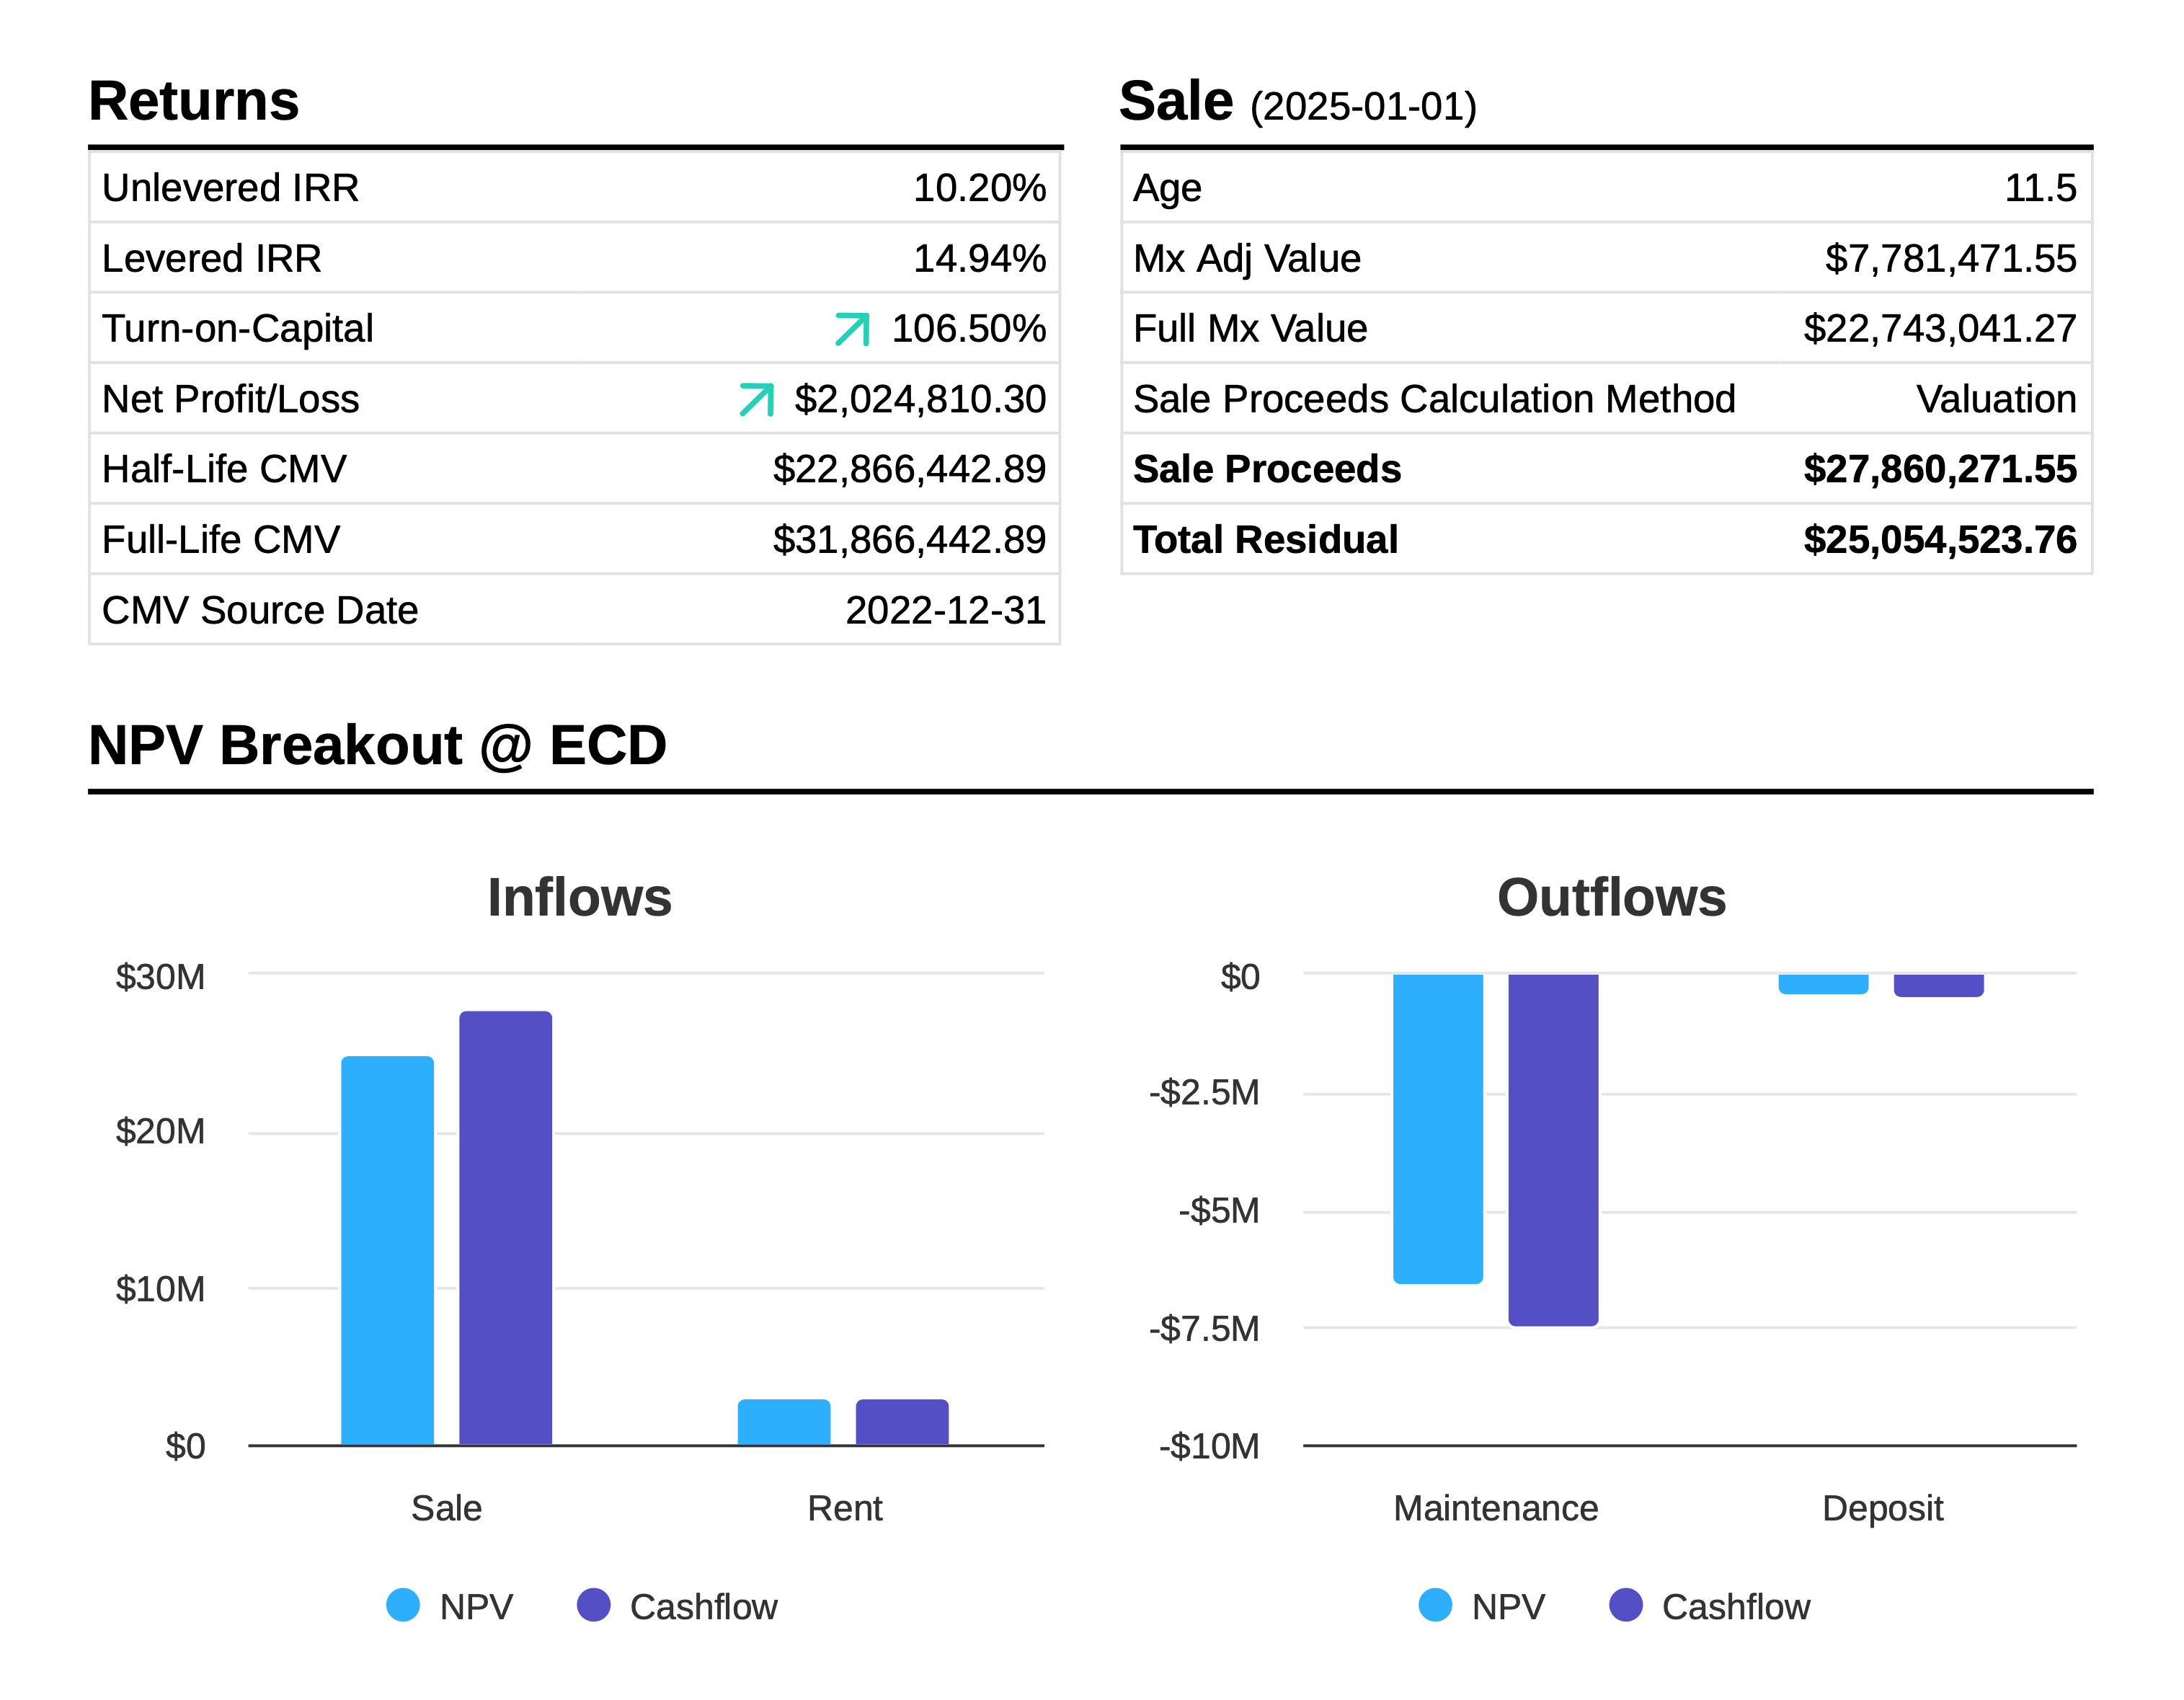 Returns
Unlevered IRR 10.20%
Levered IRR 14.94%
Turn-on-Capital 106.50%
Net Profit/Loss $2,024,810.30
Half-Life CMV $22,866,442.89
Full-Life CMV $31,866,442.89
CMV Source Date 2022-12-31
Sale (2025-01-01)
Age 11.5
Mx Adj Value $7,781,471.55
Full Mx Value $22,743,041.27
Sale Proceeds Calculation Method Valuation
Sale Proceeds $27,860,271.55
Total Residual $25,054,523.76
NPV Breakout @ ECD
Inflows
$30M
$20M
$10M
$0
Sale Rent
NPV Cashflow
Outflows
$0
-$2.5M
-$5M
-$7.5M
-$10M
Maintenance Deposit
NPV Cashflow